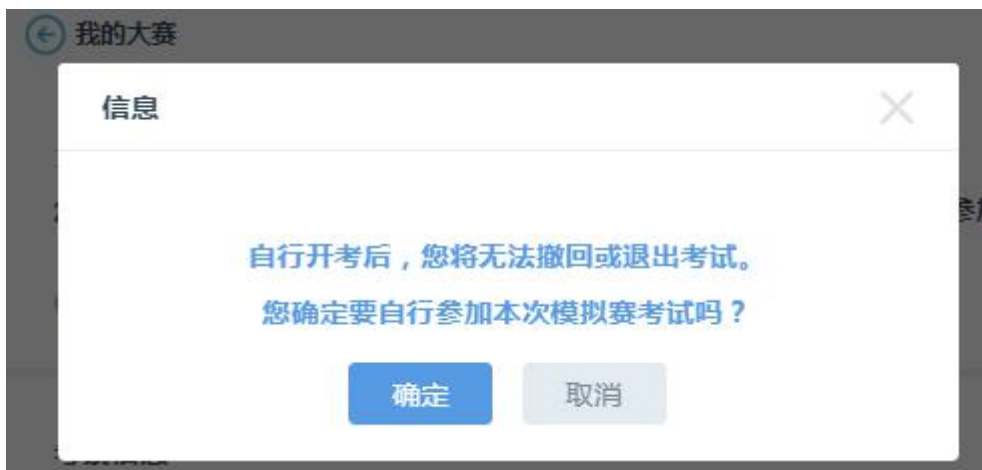 我的大赛
信息
自行开考后，您将无法撤回或退出考试。
您确定要自行参加本次模拟赛考试吗？
确定
取消